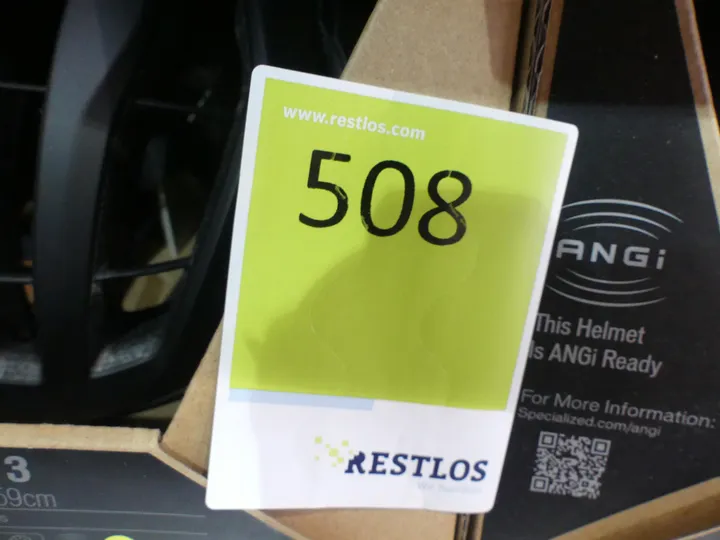 www.restlos.com
508
RESTLOS
ANGi
This Helmet
Is ANGi Ready
For More Information:
Specialized.com/angi
3
59cm